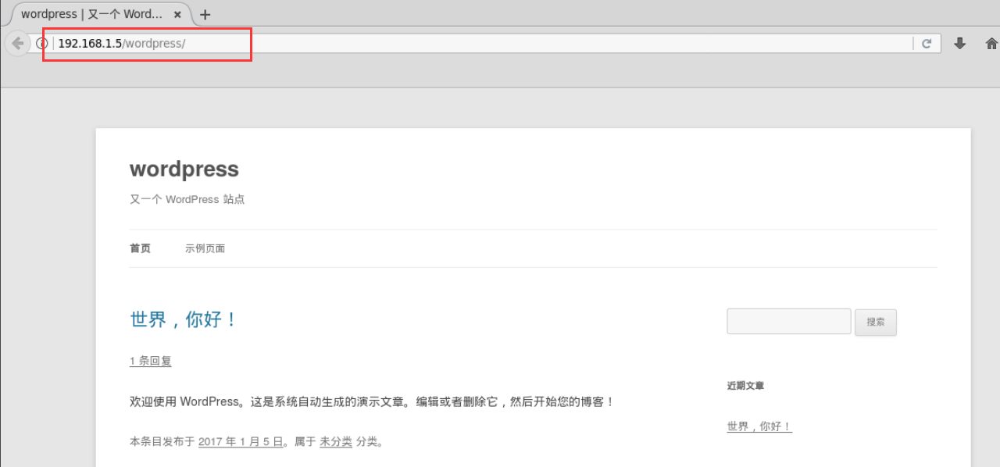 wordpress | 又一个 Word...
192.168.1.5/wordpress/
wordpress
又一个 WordPress 站点
首页 示例页面
世界，你好！
搜索
1 条回复
近期文章
欢迎使用 WordPress。这是系统自动生成的演示文章。编辑或者删除它，然后开始您的博客！
世界，你好！
本条目发布于 2017 年 1 月 5 日。属于 未分类 分类。